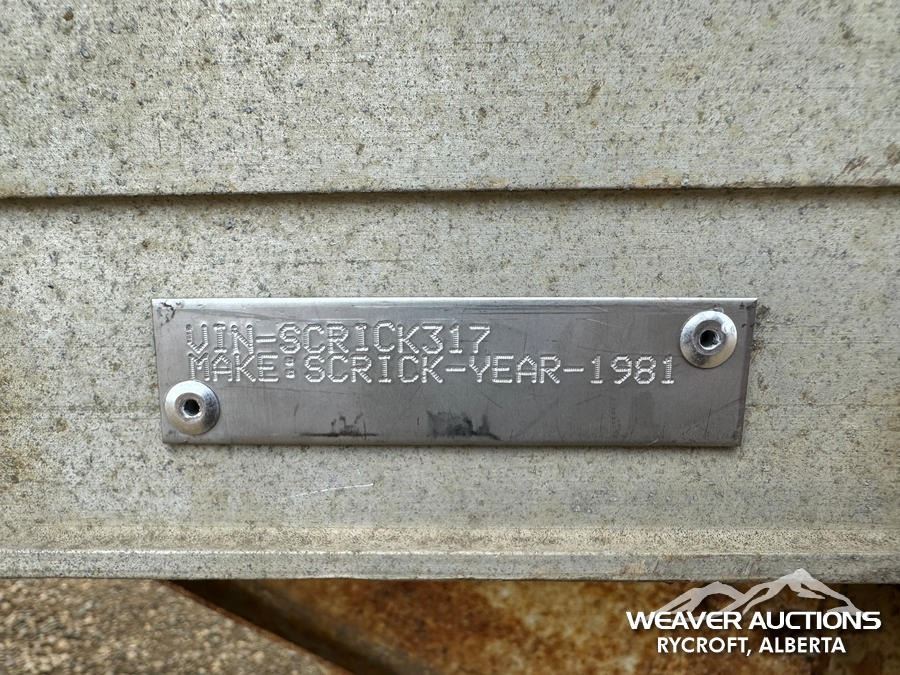 VIN-SCRICK317
MAKE:SCRICK-YEAR-1981
WEAVER AUCTIONS
RYCROFT, ALBERTA